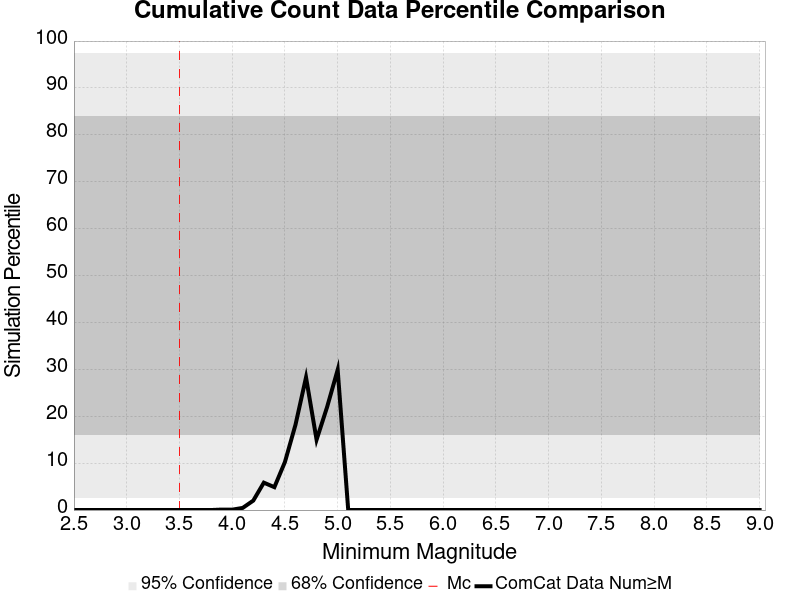 Cumulative Count Data Percentile Comparison
Simulation Percentile
100
90
80
70
60
50
40
30
20
10
0
2.5 3.0 3.5 4.0 4.5 5.0 5.5 6.0 6.5 7.0 7.5 8.0 8.5 9.0
Minimum Magnitude
95% Confidence 68% Confidence Mc ComCat Data Num≥M